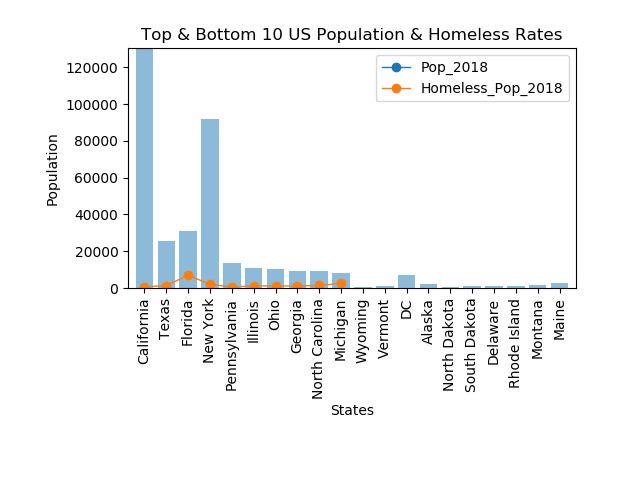 Top & Bottom 10 US Population & Homeless Rates
Pop_2018
Homeless_Pop_2018
Population
120000
100000
80000
60000
40000
20000
0
California
Texas
Florida
New York
Pennsylvania
Illinois
Ohio
Georgia
North Carolina
Michigan
Wyoming
Vermont
DC
Alaska
North Dakota
South Dakota
Delaware
Rhode Island
Montana
Maine
States